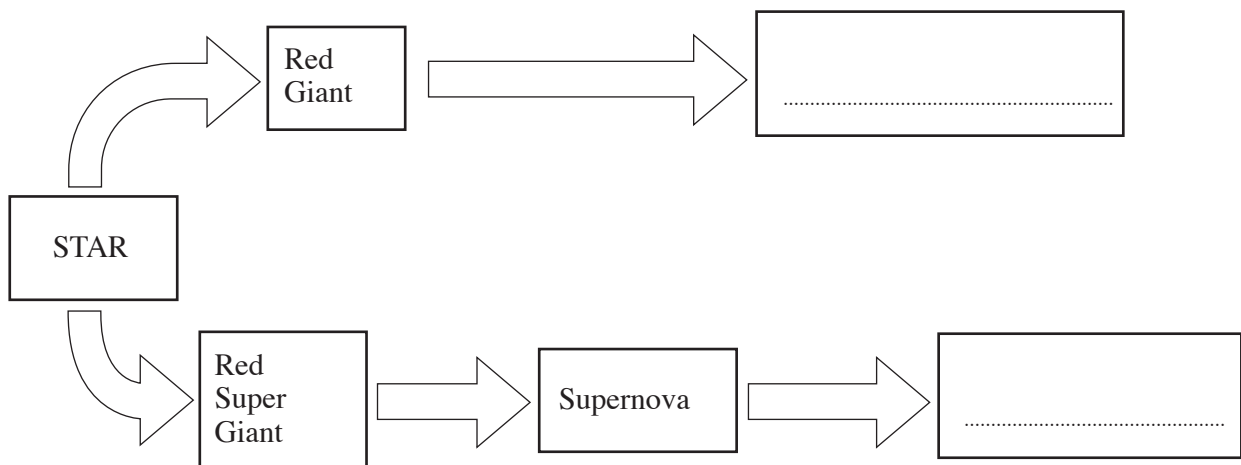 Red
Giant
STAR
Red
Super
Giant
Supernova